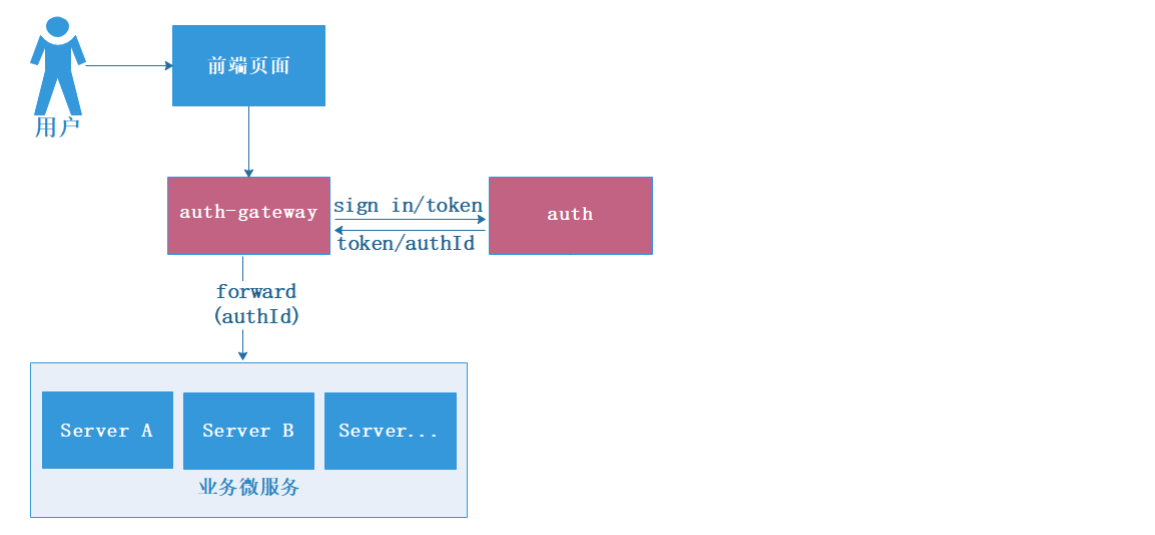 前端页面
用户
sign in/token
auth-gateway
auth
token/authId
forward
(authId)
Server A
Server B
Server...
业务微服务